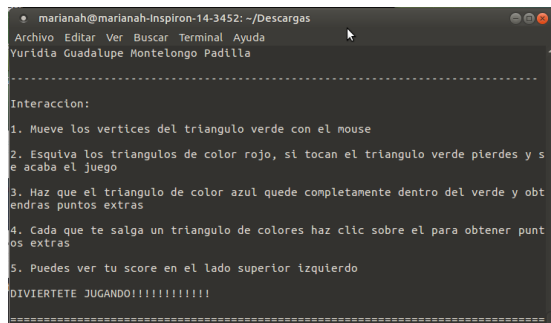 marianah@marianah-Inspiron-14-3452: ~/Descargas
Archivo Editar Ver Buscar Terminal Ayuda
Yuridia Guadalupe Montelongo Padilla
-------------------------------------------------------------------------------
Interaccion:
1. Mueve los vertices del triangulo verde con el mouse
2. Esquiva los triangulos de color rojo, si tocan el triangulo verde pierdes y s
e acaba el juego
3. Haz que el triangulo de color azul quede completamente dentro del verde y obt
endras puntos extras
4. Cada que te salga un triangulo de colores haz clic sobre el para obtener punt
os extras
5. Puedes ver tu score en el lado superior izquierdo
DIVIERTETE JUGANDO!!!!!!!!!!!!
================================================================================